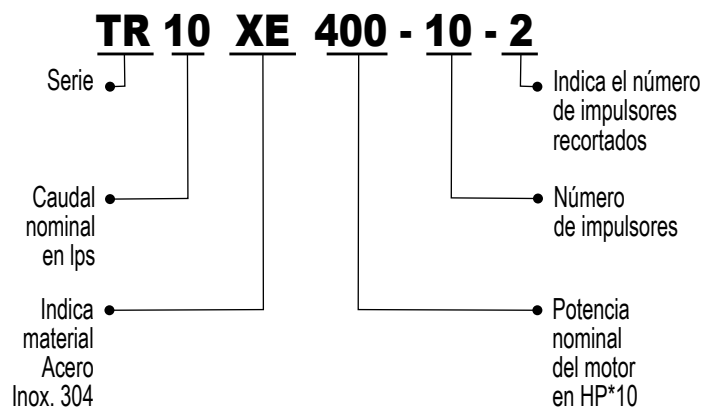 TR 10 XE 400 - 10 - 2
Serie
Indica el número
de impulsores
recortados
Caudal
nominal
en lps
Número
de impulsores
Indica
material
Acero
Inox. 304
Potencia
nominal
del motor
en HP*10